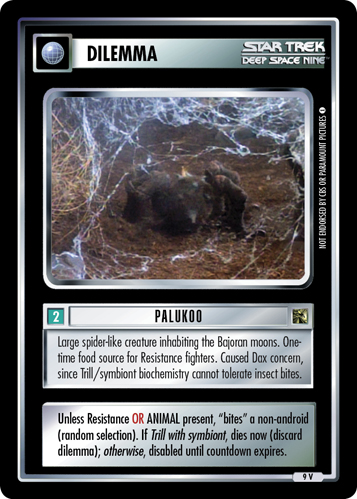 DILEMMA
STAR TREK
DEEP SPACE NINE™
NOT ENDORSED BY CBS OR PARAMOUNT PICTURES
2
PALUKOO
Large spider-like creature inhabiting the Bajoran moons. One-
time food source for Resistance fighters. Caused Dax concern,
since Trill/symbiont biochemistry cannot tolerate insect bites.
Unless Resistance OR ANIMAL present, "bites" a non-android
(random selection). If Trill with symbiont, dies now (discard
dilemma); otherwise, disabled until countdown expires.
9 V